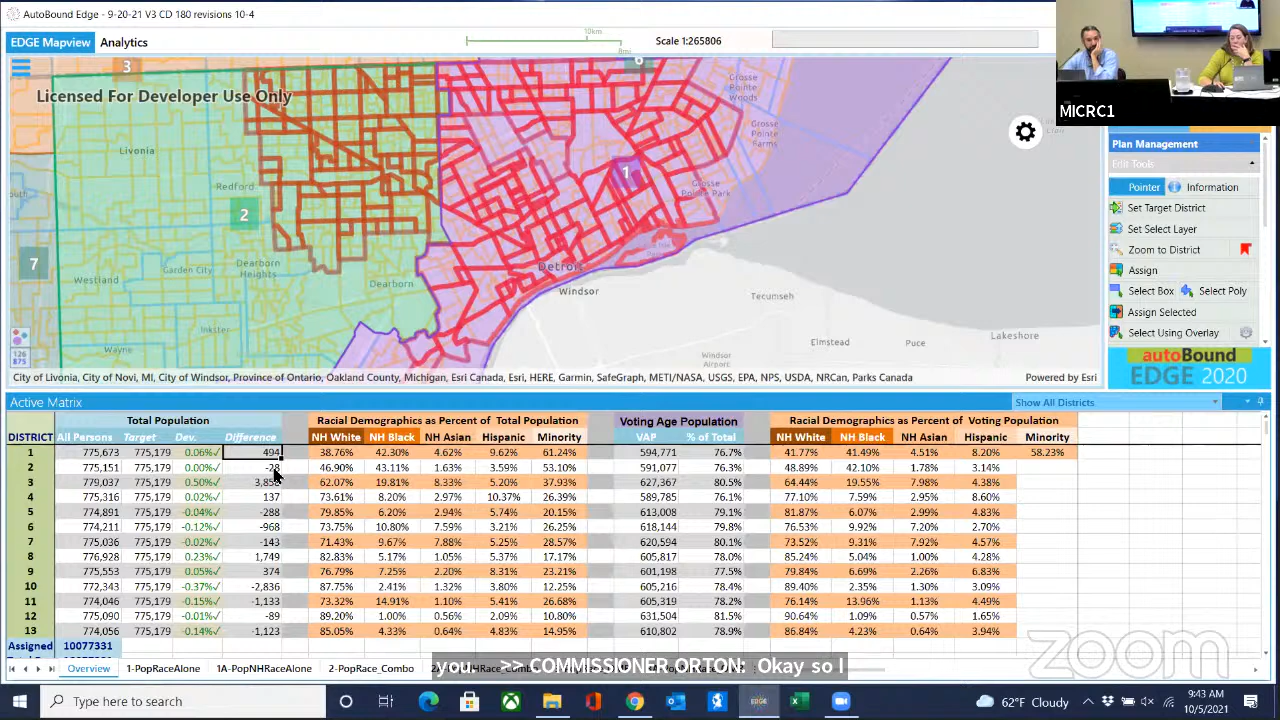 AutoBound Edge - 9-20-21 V3 CD 180 revisions 10-4
EDGE Mapview Analytics
10km
8mi
Scale 1:265806
MICRC1
Licensed For Developer Use Only
3
6
Grosse Pointe Woods
Grosse Pointe Farms
Livonia
Redford
1
Grosse Pointe Park
2
Dearborn Heights
7
Garden City
Westland
Dearborn
Detroit
Windsor
Tecumseh
Inkster
Wayne
Elmstead
Puce
Lakeshore
Windsor Airport
126
875
City of Livonia, City of Novi, MI, City of Windsor, Province of Ontario, Oakland County, Michigan, Esri Canada, Esri, HERE, Garmin, SafeGraph, METI/NASA, USGS, EPA, NPS, USDA, NRCan, Parks Canada
Powered by Esri
Plan Management
Edit Tools
Pointer Information
Set Target District
Set Select Layer
Zoom to District
Assign
Select Box Select Poly
Assign Selected
Select Using Overlay
autoBound
EDGE 2020
Active Matrix
Show All Districts
Total Population Racial Demographics as Percent of Total Population Voting Age Population Racial Demographics as Percent of Voting Population
DISTRICT All Persons Target Dev. Difference NH White NH Black NH Asian Hispanic Minority VAP % of Total NH White NH Black NH Asian Hispanic Minority
1 775,673 775,179 0.06%✓ 494 38.76% 42.30% 4.62% 9.62% 61.24% 594,771 76.7% 41.77% 41.49% 4.51% 8.20% 58.23%
2 775,151 775,179 0.00%✓ -28 46.90% 43.11% 1.63% 3.59% 53.10% 591,077 76.3% 48.89% 42.10% 1.78% 3.14%
3 779,037 775,179 0.50%✓ 3,858 62.07% 19.81% 8.33% 5.20% 37.93% 627,367 80.5% 64.44% 19.55% 7.98% 4.38%
4 775,316 775,179 0.02%✓ 137 73.61% 8.20% 2.97% 10.37% 26.39% 589,785 76.1% 77.10% 7.59% 2.95% 8.60%
5 774,891 775,179 -0.04%✓ -288 79.85% 6.20% 2.94% 5.74% 20.15% 613,008 79.1% 81.87% 6.07% 2.99% 4.83%
6 774,211 775,179 -0.12%✓ -968 73.75% 10.80% 7.59% 3.21% 26.25% 618,144 79.8% 76.53% 9.92% 7.20% 2.70%
7 775,036 775,179 -0.02%✓ -143 71.43% 9.67% 7.88% 5.25% 28.57% 620,594 80.1% 73.52% 9.31% 7.92% 4.57%
8 776,928 775,179 0.23%✓ 1,749 82.83% 5.17% 1.05% 5.37% 17.17% 605,817 78.0% 85.24% 5.04% 1.00% 4.28%
9 775,553 775,179 0.05%✓ 374 76.79% 7.25% 2.20% 8.31% 23.21% 601,198 77.5% 79.84% 6.69% 2.26% 6.83%
10 772,343 775,179 -0.37%✓ -2,836 87.75% 2.41% 1.32% 3.80% 12.25% 605,216 78.4% 89.40% 2.35% 1.30% 3.09%
11 774,046 775,179 -0.15%✓ -1,133 73.32% 14.91% 1.10% 5.41% 26.68% 605,319 78.2% 76.14% 13.96% 1.13% 4.49%
12 775,090 775,179 -0.01%✓ -89 89.20% 1.00% 0.56% 2.09% 10.80% 631,504 81.5% 90.64% 1.09% 0.57% 1.65%
13 774,056 775,179 -0.14%✓ -1,123 85.05% 4.33% 0.64% 4.83% 14.95% 610,802 78.9% 86.84% 4.23% 0.64% 3.94%
Assigned 10077331
Overview 1-PopRaceAlone 1A-PopNHRaceAlone 2-PopRace_Combo
you. >> COMMISSIONER ORTON: Okay so I
zoom
Type here to search
EDGE
62°F Cloudy
9:43 AM
10/5/2021